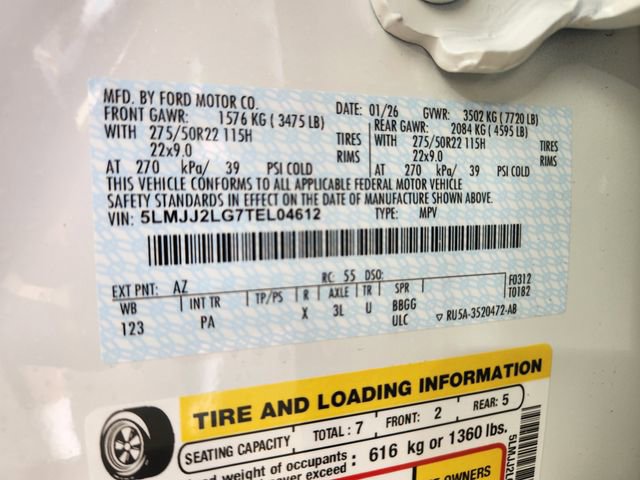 MFD. BY FORD MOTOR CO.
DATE: 01/26 GVWR: 3502 KG (7720 LB)
FRONT GAWR: 1576 KG (3475 LB) REAR GAWR: 2084 KG (4595 LB)
WITH 275/50R22 115H TIRES WITH 275/50R22 115H TIRES
22x9.0 RIMS 22x9.0 RIMS
AT 270 kPa/ 39 PSI COLD AT 270 kPa/ 39 PSI COLD
THIS VEHICLE CONFORMS TO ALL APPLICABLE FEDERAL MOTOR VEHICLE
SAFETY STANDARDS IN EFFECT ON THE DATE OF MANUFACTURE SHOWN ABOVE.
VIN: 5LMJJ2LG7TEL04612 TYPE: MPV
EXT PNT: AZ RC: 55 DSO: F0312
WB INT TR TP/PS R AXLE TR SPR T0182
123 PA X 3L U BBGG
ULC ▽ RU5A-3520472-AB
TIRE AND LOADING INFORMATION
SEATING CAPACITY TOTAL: 7 FRONT: 2 REAR: 5
weight of occupants
exceed : 616 kg or 1360 lbs.
OWNERS
5LMJJ2L